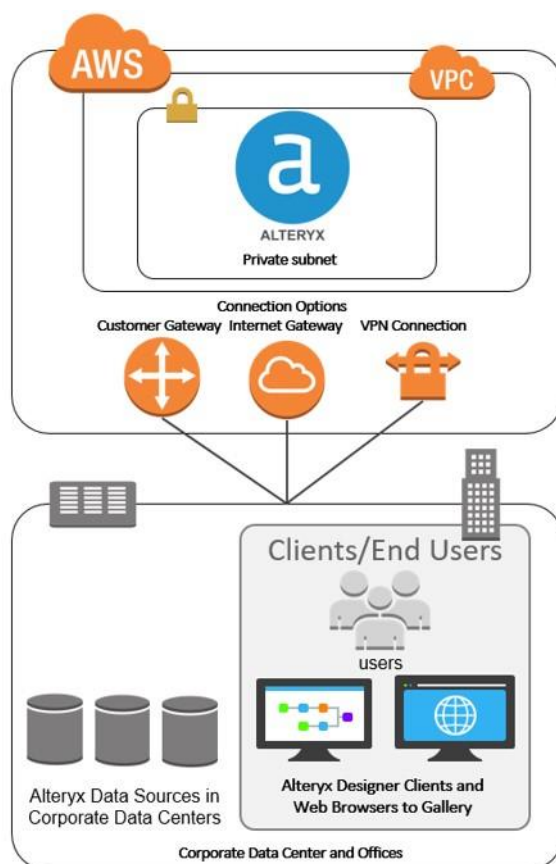 AWS
VPC
a
ALTERYX
Private subnet
Connection Options
Customer Gateway
Internet Gateway
VPN Connection
Clients/End Users
users
Alteryx Data Sources in
Corporate Data Centers
Alteryx Designer Clients and
Web Browsers to Gallery
Corporate Data Center and Offices